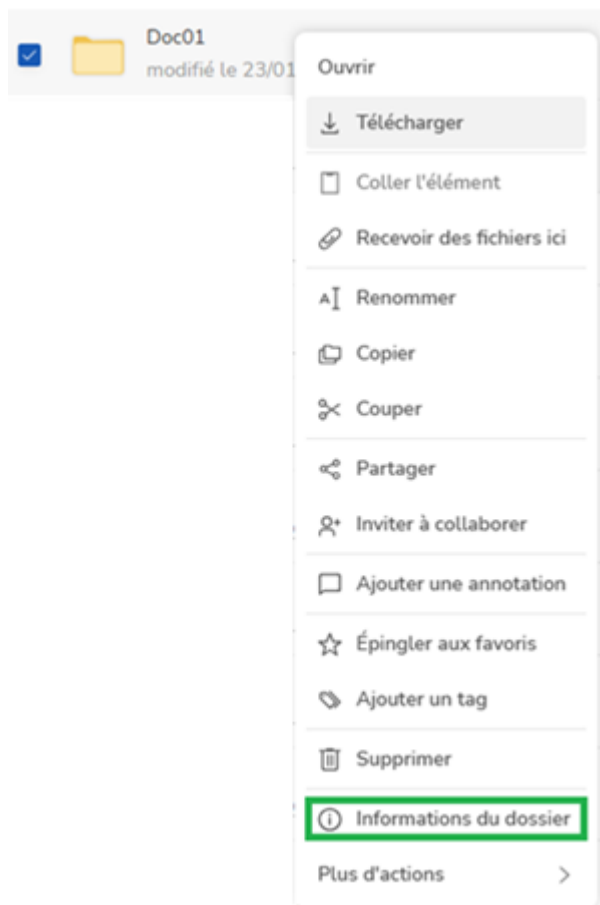 Doc01
modifié le 23/01
Ouvrir
Télécharger
Coller l'élément
Recevoir des fichiers ici
Renommer
Copier
Couper
Partager
Inviter à collaborer
Ajouter une annotation
Épingler aux favoris
Ajouter un tag
Supprimer
Informations du dossier
Plus d'actions